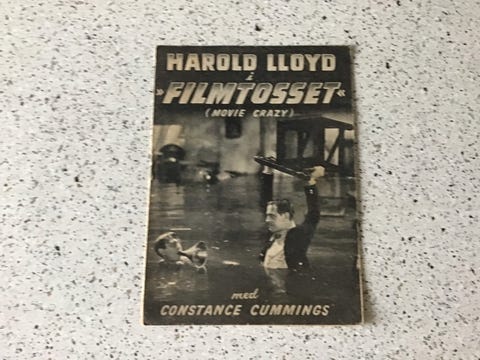 HAROLD LLOYD
i
»FILMTOSSET«
(MOVIE CRAZY)
med
CONSTANCE CUMMINGS